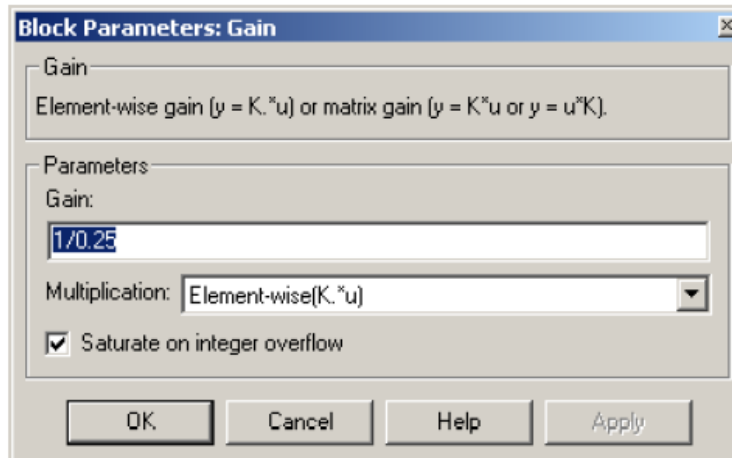 Block Parameters: Gain
Gain
Element-wise gain (y = K.*u) or matrix gain (y = K*u or y = u*K).
Parameters
Gain:
1/0.25
Multiplication: Element-wise(K.*u)
Saturate on integer overflow
OK Cancel Help Apply